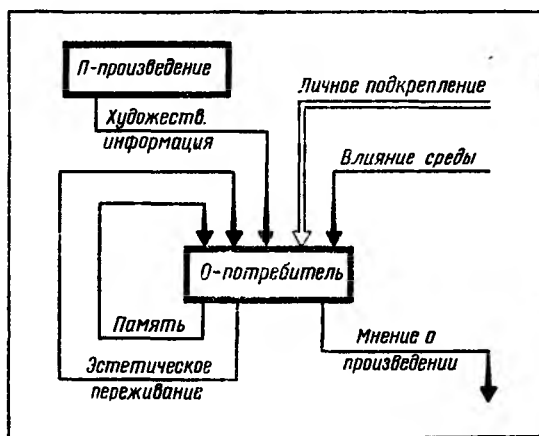 П-произведение
Личное подкрепление
Художеств.
информация
Влияние среды
О-потребитель
Память
Эстетическое
переживание
Мнение о
произведении